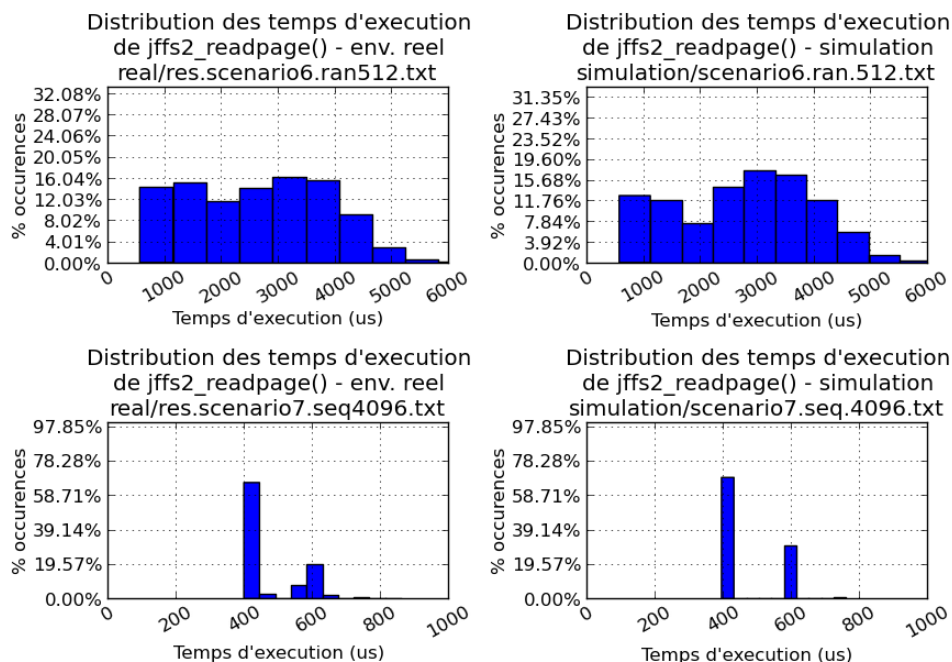 Distribution des temps d'execution
de jffs2_readpage() - env. reel
real/res.scenario6.ran512.txt
32.08%
28.07%
24.06%
20.05%
16.04%
12.03%
8.02%
4.01%
0.00%
% occurrences
0 1000 2000 3000 4000 5000 6000
Temps d'execution (us)
Distribution des temps d'execution
de jffs2_readpage() - simulation
simulation/scenario6.ran.512.txt
31.35%
27.43%
23.52%
19.60%
15.68%
11.76%
7.84%
3.92%
0.00%
% occurrences
0 1000 2000 3000 4000 5000 6000
Temps d'execution (us)
Distribution des temps d'execution
de jffs2_readpage() - env. reel
real/res.scenario7.seq4096.txt
97.85%
78.28%
58.71%
39.14%
19.57%
0.00%
% occurrences
0 200 400 600 800 1000
Temps d'execution (us)
Distribution des temps d'execution
de jffs2_readpage() - simulation
simulation/scenario7.seq.4096.txt
97.85%
78.28%
58.71%
39.14%
19.57%
0.00%
% occurrences
0 200 400 600 800 1000
Temps d'execution (us)